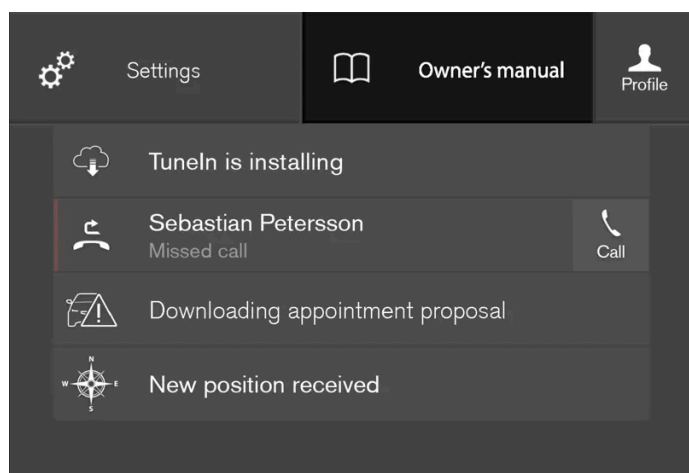 Settings
Owner's manual
Profile
TuneIn is installing
Sebastian Petersson
Missed call
Call
Downloading appointment proposal
N
W E
S
New position received